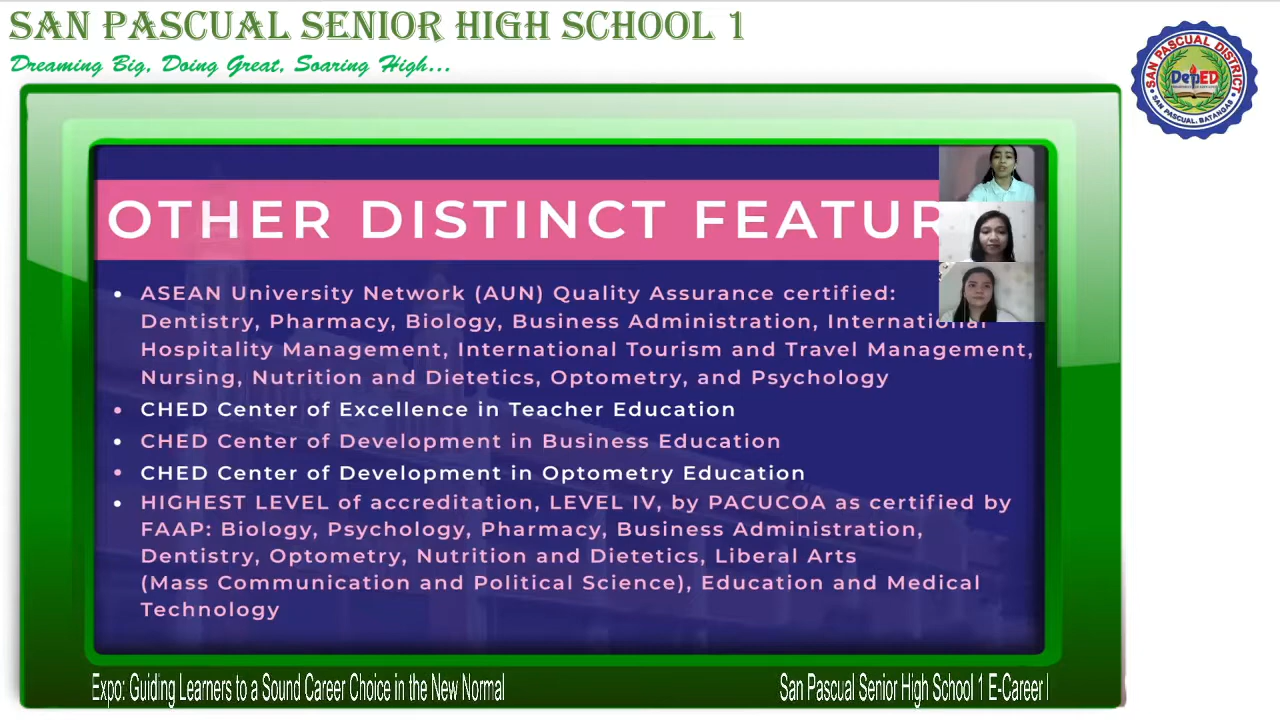 SAN PASCUAL SENIOR HIGH SCHOOL 1
Dreaming Big, Doing Great, Soaring High...
SAN PASCUAL DISTRICT
DepED
SAN PASCUAL, BATANGAS
OTHER DISTINCT FEATUR
• ASEAN University Network (AUN) Quality Assurance certified:
Dentistry, Pharmacy, Biology, Business Administration, International
Hospitality Management, International Tourism and Travel Management,
Nursing, Nutrition and Dietetics, Optometry, and Psychology
• CHED Center of Excellence in Teacher Education
• CHED Center of Development in Business Education
• CHED Center of Development in Optometry Education
• HIGHEST LEVEL of accreditation, LEVEL IV, by PACUCOA as certified by
FAAP: Biology, Psychology, Pharmacy, Business Administration,
Dentistry, Optometry, Nutrition and Dietetics, Liberal Arts
(Mass Communication and Political Science), Education and Medical
Technology
Expo: Guiding Learners to a Sound Career Choice in the New Normal
San Pascual Senior High School 1 E-Career